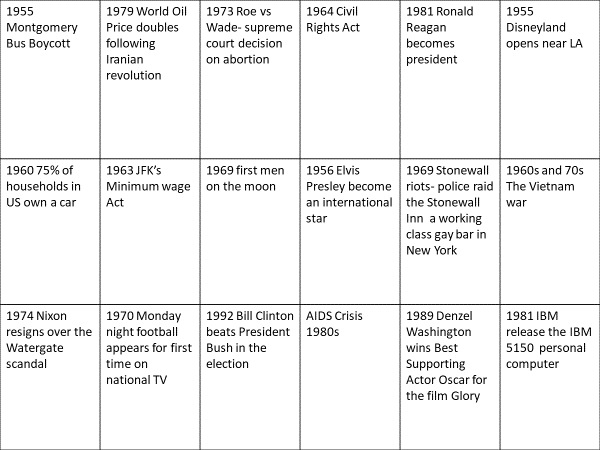 1955
Montgomery
Bus Boycott
1979 World Oil
Price doubles
following
Iranian
revolution
1973 Roe vs
Wade- supreme
court decision
on abortion
1964 Civil
Rights Act
1981 Ronald
Reagan
becomes
president
1955
Disneyland
opens near LA
1960 75% of
households in
US own a car
1963 JFK's
Minimum wage
Act
1969 first men
on the moon
1956 Elvis
Presley become
an international
star
1969 Stonewall
riots- police raid
the Stonewall
Inn a working
class gay bar in
New York
1960s and 70s
The Vietnam
war
1974 Nixon
resigns over the
Watergate
scandal
1970 Monday
night football
appears for first
time on
national TV
1992 Bill Clinton
beats President
Bush in the
election
AIDS Crisis
1980s
1989 Denzel
Washington
wins Best
Supporting
Actor Oscar for
the film Glory
1981 IBM
release the IBM
5150 personal
computer